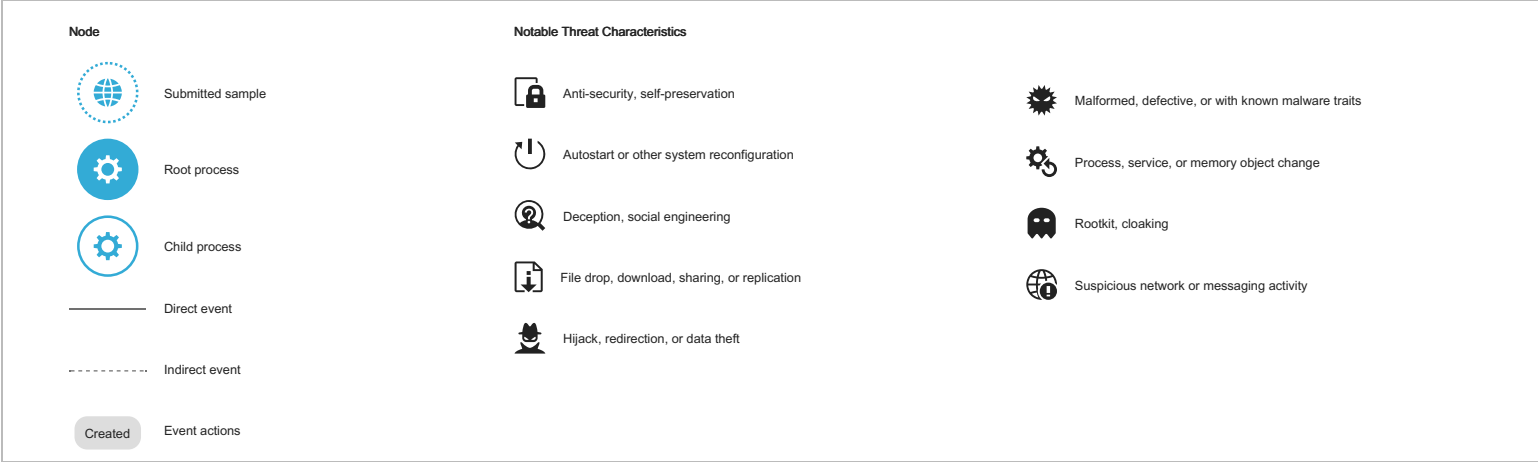 Node
Submitted sample
Root process
Child process
Direct event
Indirect event
Created
Event actions
Notable Threat Characteristics
Anti-security, self-preservation
Autostart or other system reconfiguration
Deception, social engineering
File drop, download, sharing, or replication
Hijack, redirection, or data theft
Malformed, defective, or with known malware traits
Process, service, or memory object change
Rootkit, cloaking
Suspicious network or messaging activity